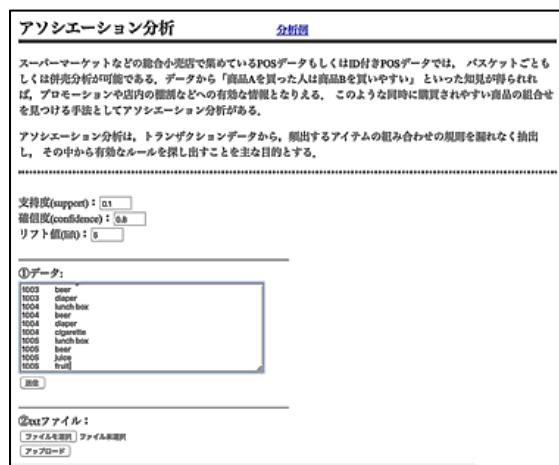 アソシエーション分析 分析例
スーパーマーケットなどの総合小売店で集めているPOSデータもしくはID付きPOSデータでは， バスケットごとも
しくは併売分析が可能である．データから「商品Aを買った人は商品Bを買いやすい」といった知見が得られれ
ば，プロモーションや店内の棚割などへの有効な情報となりえる． このような同時に購買されやすい商品の組合せ
を見つける手法としてアソシエーション分析がある．
アソシエーション分析は，トランザクションデータから，頻出するアイテムの組み合わせの規則を漏れなく抽出
し， その中から有効なルールを探し出すことを主な目的とする．
支持度(support)：0.1
確信度(confidence)：0.8
リフト値(lift)：5
①データ:
1003 beer
1003 diaper
1004 lunch box
1004 beer
1004 diaper
1004 cigarette
1005 lunch box
1005 beer
1005 juice
1005 fruit
送信
②txtファイル：
ファイルを選択 ファイル未選択
アップロード